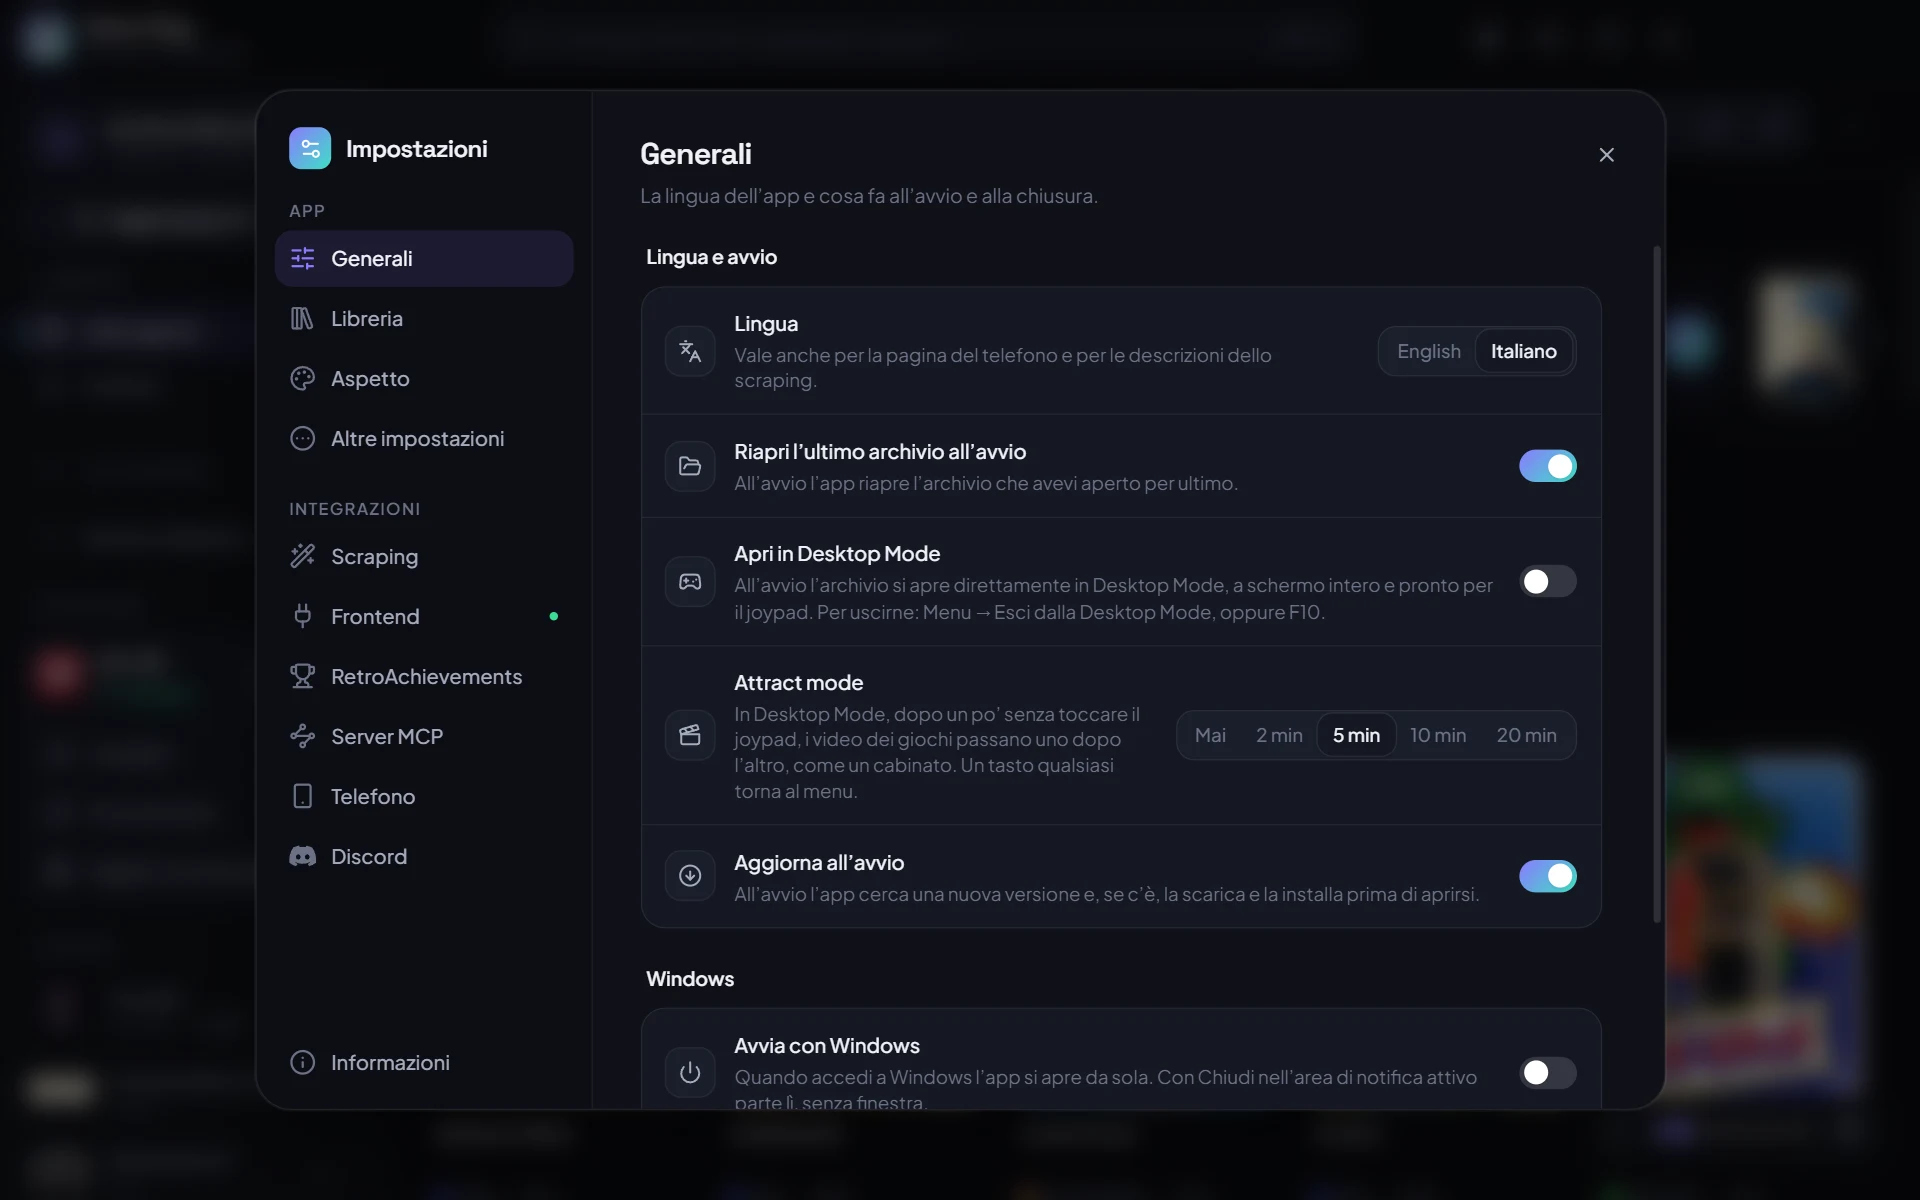 Impostazioni
APP
Generali
Libreria
Aspetto
Altre impostazioni
INTEGRAZIONI
Scraping
Frontend
RetroAchievements
Server MCP
Telefono
Discord
Informazioni
Generali
La lingua dell’app e cosa fa all’avvio e alla chiusura.
Lingua e avvio
Lingua
Vale anche per la pagina del telefono e per le descrizioni dello
scraping.
English Italiano
Riapri l’ultimo archivio all’avvio
All’avvio l’app riapre l’archivio che avevi aperto per ultimo.
Apri in Desktop Mode
All’avvio l’archivio si apre direttamente in Desktop Mode, a schermo intero e pronto per
il joypad. Per uscirne: Menu → Esci dalla Desktop Mode, oppure F10.
Attract mode
In Desktop Mode, dopo un po’ senza toccare il
joypad, i video dei giochi passano uno dopo
l’altro, come un cabinato. Un tasto qualsiasi
torna al menu.
Mai 2 min 5 min 10 min 20 min
Aggiorna all’avvio
All’avvio l’app cerca una nuova versione e, se c’è, la scarica e la installa prima di aprirsi.
Windows
Avvia con Windows
Quando accedi a Windows l’app si apre da sola. Con Chiudi nell’area di notifica attivo
parte lì, senza finestra.